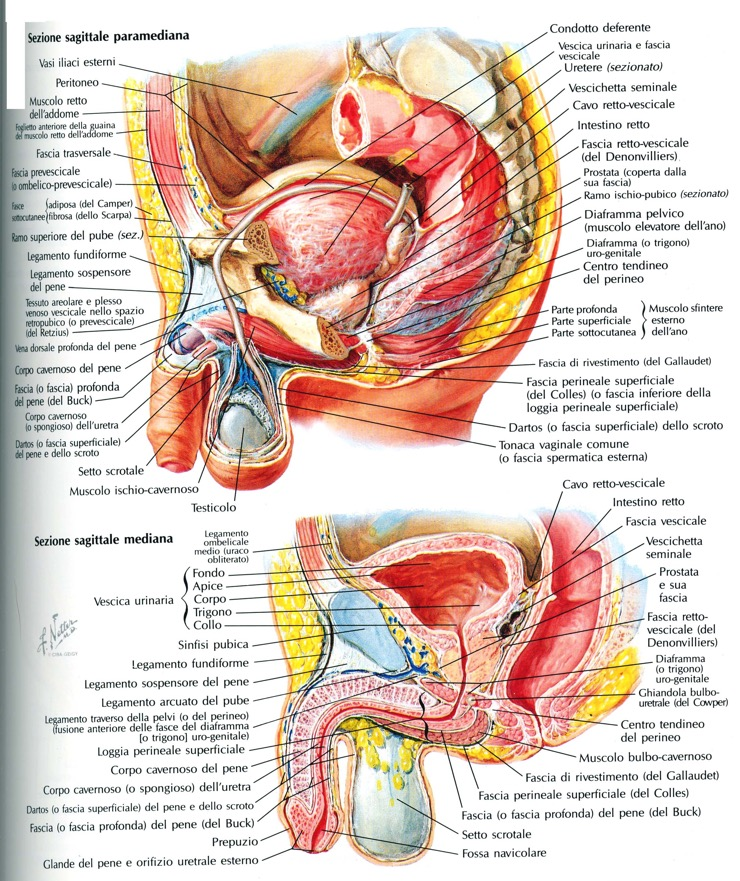 Sezione sagittale paramediana
Vasi iliaci esterni
Peritoneo
Muscolo retto
dell'addome
Foglietto anteriore della guaina
del muscolo retto dell'addome
Fascia trasversale
Fascia prevescicale
(o ombelico-prevescicale)
Fasce
sottocutanee
adiposa (del Camper)
fibrosa (dello Scarpa)
Ramo superiore del pube (sez.)
Legamento fundiforme
Legamento sospensore
del pene
Tessuto areolare e plesso
venoso vescicale nello spazio
retropubico (o prevescicale)
(del Retzius)
Vena dorsale profonda del pene
Corpo cavernoso del pene
Fascia (o fascia) profonda
del pene (del Buck)
Corpo cavernoso
(o spongioso) dell'uretra
Dartos (o fascia superficiale)
del pene e dello scroto
Setto scrotale
Muscolo ischio-cavernoso
Testicolo
Condotto deferente
Vescica urinaria e fascia
vescicale
Uretere (sezionato)
Vescichetta seminale
Cavo retto-vescicale
Intestino retto
Fascia retto-vescicale
(del Denonvilliers)
Prostata (coperta dalla
sua fascia)
Ramo ischio-pubico (sezionato)
Diaframma pelvico
(muscolo elevatore dell'ano)
Diaframma (o trigono)
uro-genitale
Centro tendineo
del perineo
Parte profonda
Parte superficiale
Parte sottocutanea
Muscolo sfintere
esterno
dell'ano
Fascia di rivestimento (del Gallaudet)
Fascia perineale superficiale
(del Colles) (o fascia inferiore della
loggia perineale superficiale)
Dartos (o fascia superficiale) dello scroto
Tonaca vaginale comune
(o fascia spermatica esterna)
Sezione sagittale mediana
Legamento
ombelicale
medio (uraco
obliterato)
Vescica urinaria
Fondo
Apice
Corpo
Trigono
Collo
Sinfisi pubica
Legamento fundiforme
Legamento sospensore del pene
Legamento arcuato del pube
Legamento traverso della pelvi (o del perineo)
(fusione anteriore delle fasce del diaframma
[o trigono] uro-genitale)
Loggia perineale superficiale
Corpo cavernoso del pene
Corpo cavernoso (o spongioso) dell'uretra
Dartos (o fascia superficiale) del pene e dello scroto
Fascia (o fascia profonda) del pene (del Buck)
Prepuzio
Glande del pene e orifizio uretrale esterno
Cavo retto-vescicale
Intestino retto
Fascia vescicale
Vescichetta
seminale
Prostata
e sua
fascia
Fascia retto-
vescicale (del
Denonvilliers)
Diaframma
(o trigono)
uro-genitale
Ghiandola bulbo-
uretrale (del Cowper)
Centro tendineo
del perineo
Muscolo bulbo-cavernoso
Fascia di rivestimento (del Gallaudet)
Fascia perineale superficiale (del Colles)
Fascia (o fascia profonda) del pene (del Buck)
Setto scrotale
Fossa navicolare
F. Netter